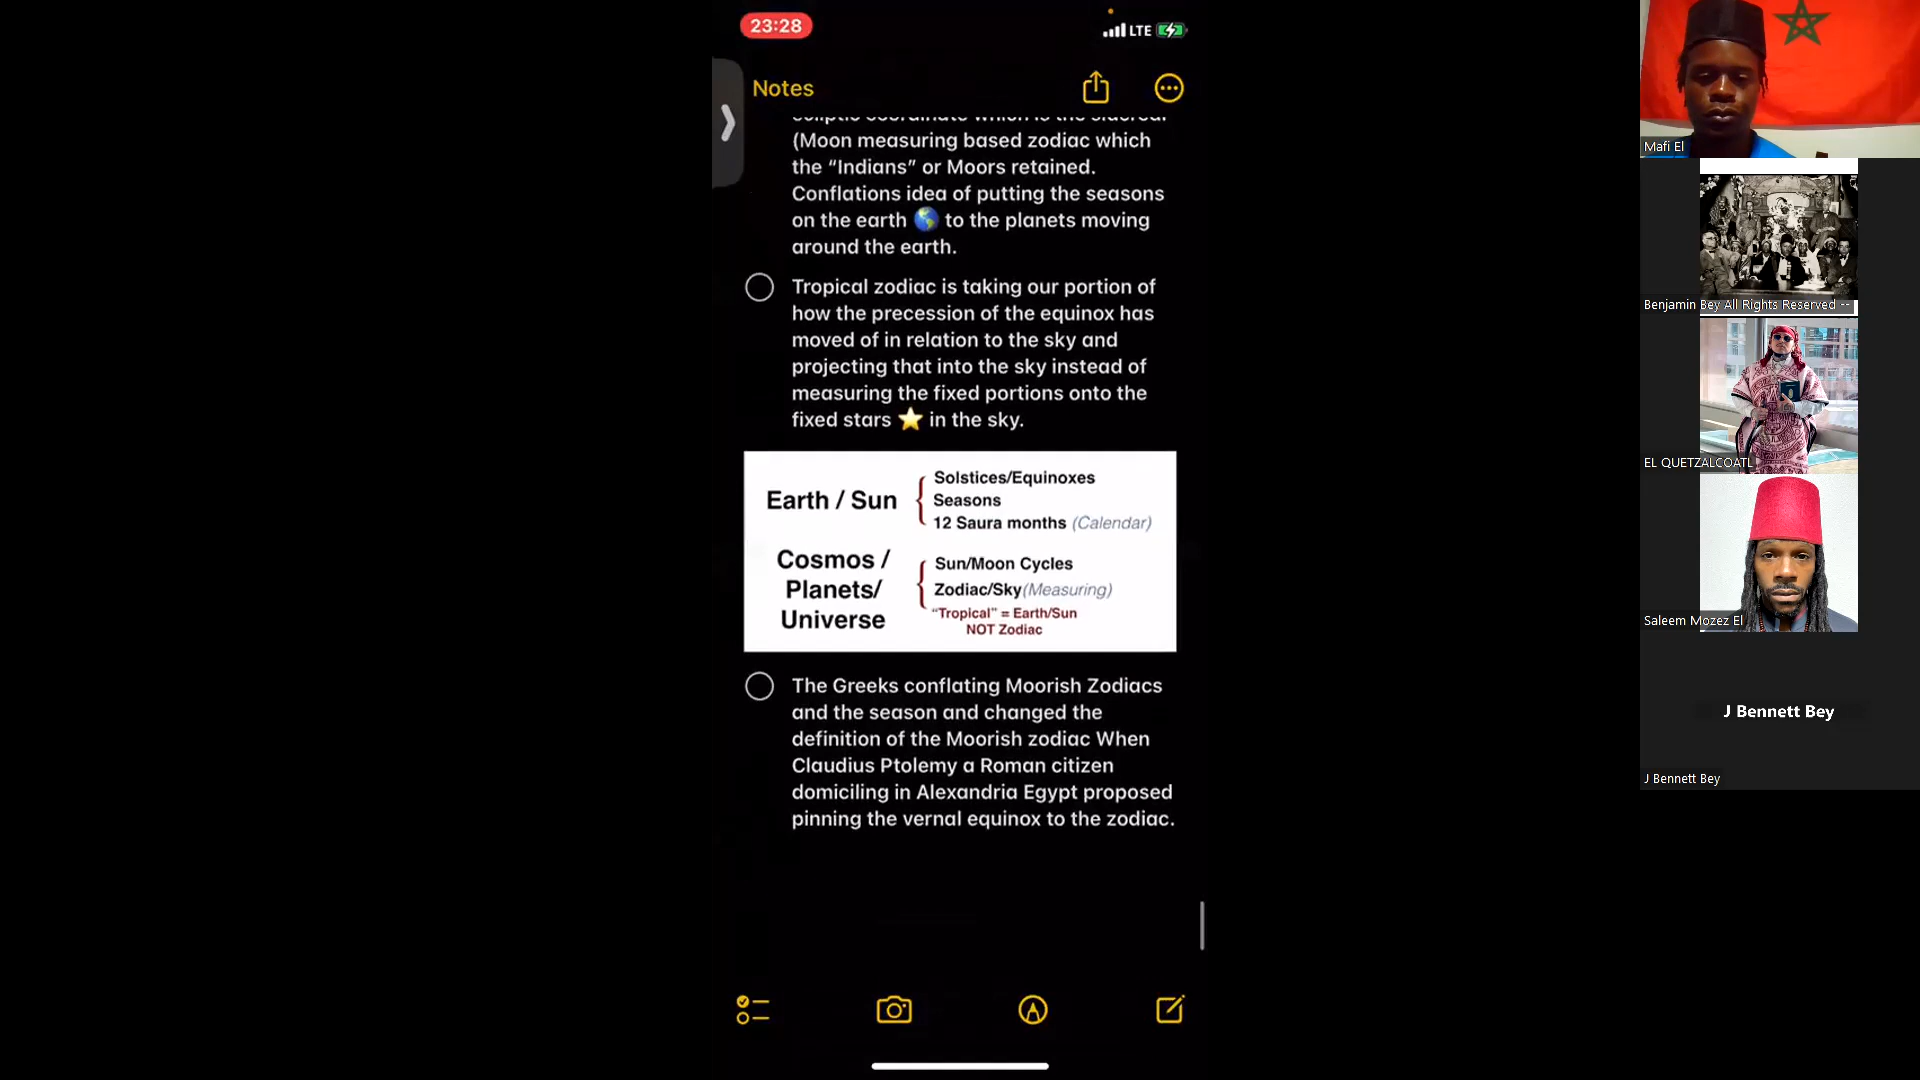 23:28
LTE
Notes
(Moon measuring based zodiac which
the “Indians” or Moors retained.
Conflations idea of putting the seasons
on the earth 🌎 to the planets moving
around the earth.
Tropical zodiac is taking our portion of
how the precession of the equinox has
moved of in relation to the sky and
projecting that into the sky instead of
measuring the fixed portions onto the
fixed stars ⭐ in the sky.
Earth / Sun
Solstices/Equinoxes
Seasons
12 Saura months (Calendar)
Cosmos /
Planets/
Universe
Sun/Moon Cycles
Zodiac/Sky(Measuring)
“Tropical” = Earth/Sun
NOT Zodiac
The Greeks conflating Moorish Zodiacs
and the season and changed the
definition of the Moorish zodiac When
Claudius Ptolemy a Roman citizen
domiciling in Alexandria Egypt proposed
pinning the vernal equinox to the zodiac.
Mafi El
Benjamin Bey All Rights Reserved --
EL QUETZALCOATL
Saleem Mozez El
J Bennett Bey
J Bennett Bey